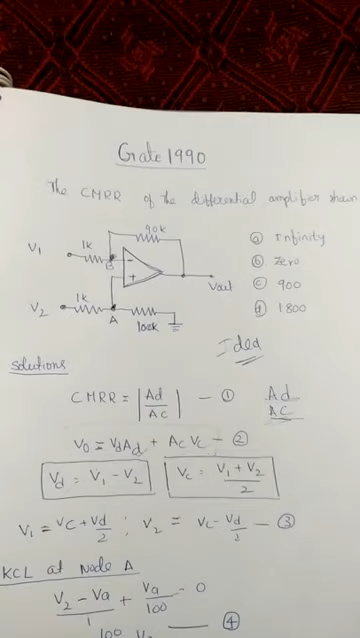 Gate 1990
The CMRR of the differential amplifier shown
90k
V1
1k
B
-
+
Vout
V2
1k
A
100k
ⓐ Infinity
ⓑ zero
ⓒ 900
ⓓ 1800
Idea
Solutions
CMRR = |Ad/AC| - ①
Ad/AC
Vo = VdAd + AcVc - ②
Vd = V1 - V2
Vc = (V1 + V2)/2
V1 = Vc + Vd/2 ; V2 = Vc - Vd/2 - ③
KCL at Node A
(V2 - Va)/1 + Va/100 = 0
④